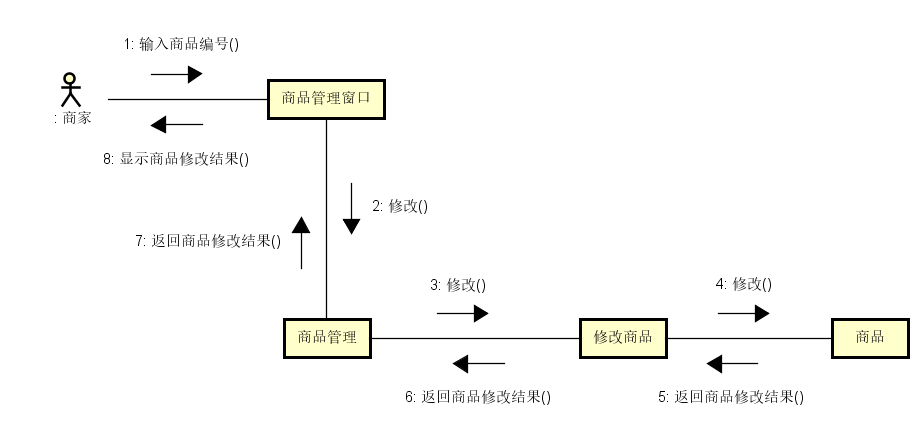 1: 输入商品编号()
商品管理窗口
: 商家
8: 显示商品修改结果()
2: 修改()
7: 返回商品修改结果()
3: 修改()
4: 修改()
商品管理
修改商品
商品
6: 返回商品修改结果()
5: 返回商品修改结果()